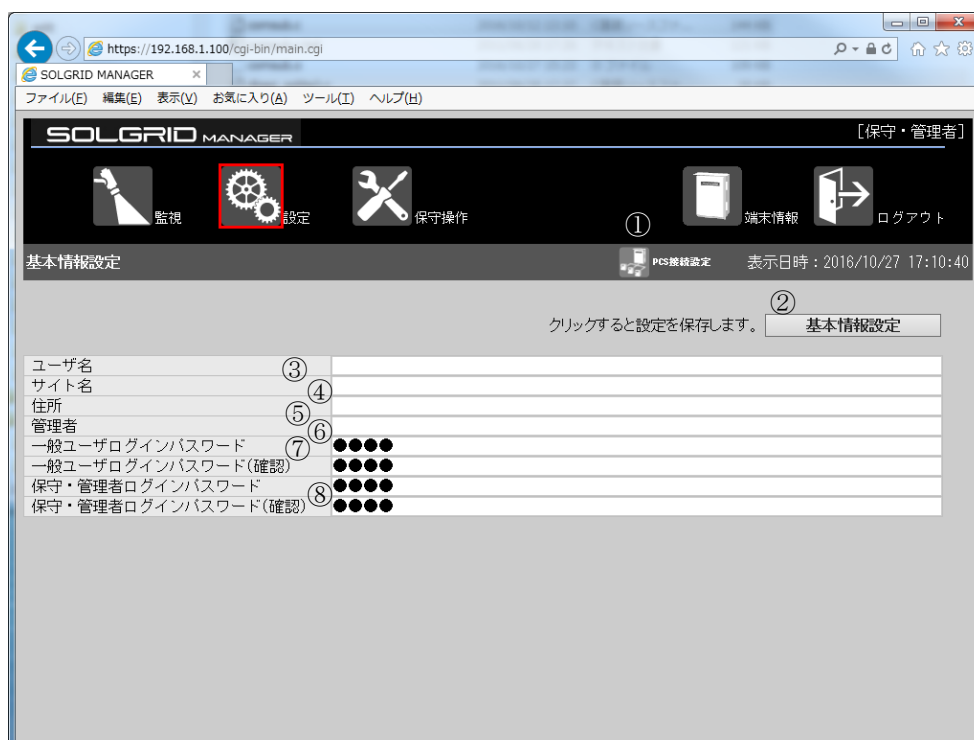 https://192.168.1.100/cgi-bin/main.cgi
SOLGRID MANAGER
ファイル(F) 編集(E) 表示(V) お気に入り(A) ツール(T) ヘルプ(H)
SOLGRID MANAGER [保守・管理者]
監視 設定 保守操作 端末情報 ログアウト
①
基本情報設定 PCS接続設定 表示日時：2016/10/27 17:10:40
②
クリックすると設定を保存します。 基本情報設定
ユーザ名 ③
サイト名 ④
住所 ⑤
管理者 ⑥
一般ユーザログインパスワード ⑦ ●●●●
一般ユーザログインパスワード(確認) ●●●●
保守・管理者ログインパスワード ⑧ ●●●●
保守・管理者ログインパスワード(確認) ●●●●